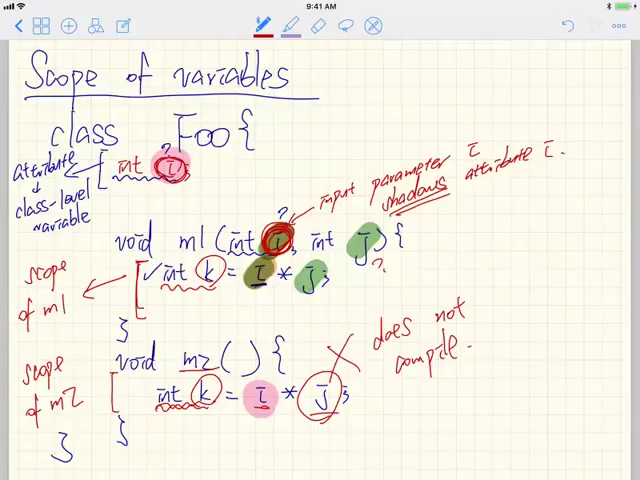 9:41 AM
Scope of variables
class Foo {
attribute
class-level
variable
int i;
?
?
input parameter i
shadows attribute i.
void m1 (int i, int j) {
?
scope
of m1
✓ int k = i * j;
}
scope
of m2
void m2 ( ) {
int k = i * j;
}
}
does not
compile.